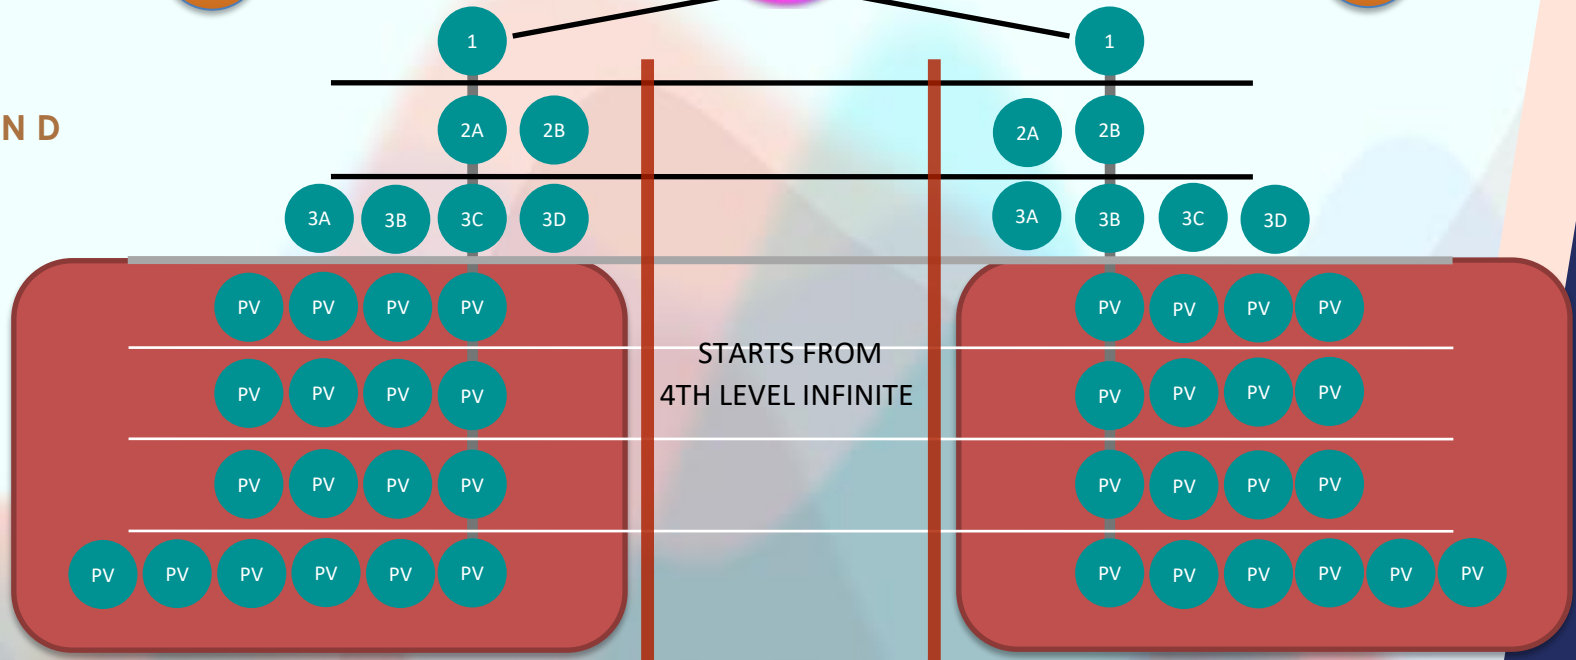 1 1
N D
2A 2B 2A 2B
3A 3B 3C 3D 3A 3B 3C 3D
PV PV PV PV PV PV PV PV
STARTS FROM
4TH LEVEL INFINITE
PV PV PV PV PV PV PV PV
PV PV PV PV PV PV PV PV
PV PV PV PV PV PV PV PV PV PV PV PV